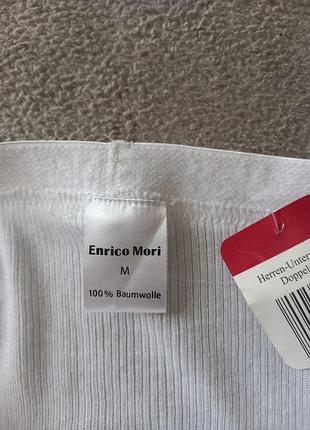 Enrico Mori
M
100% Baumwolle
Herren-Unter
Doppel